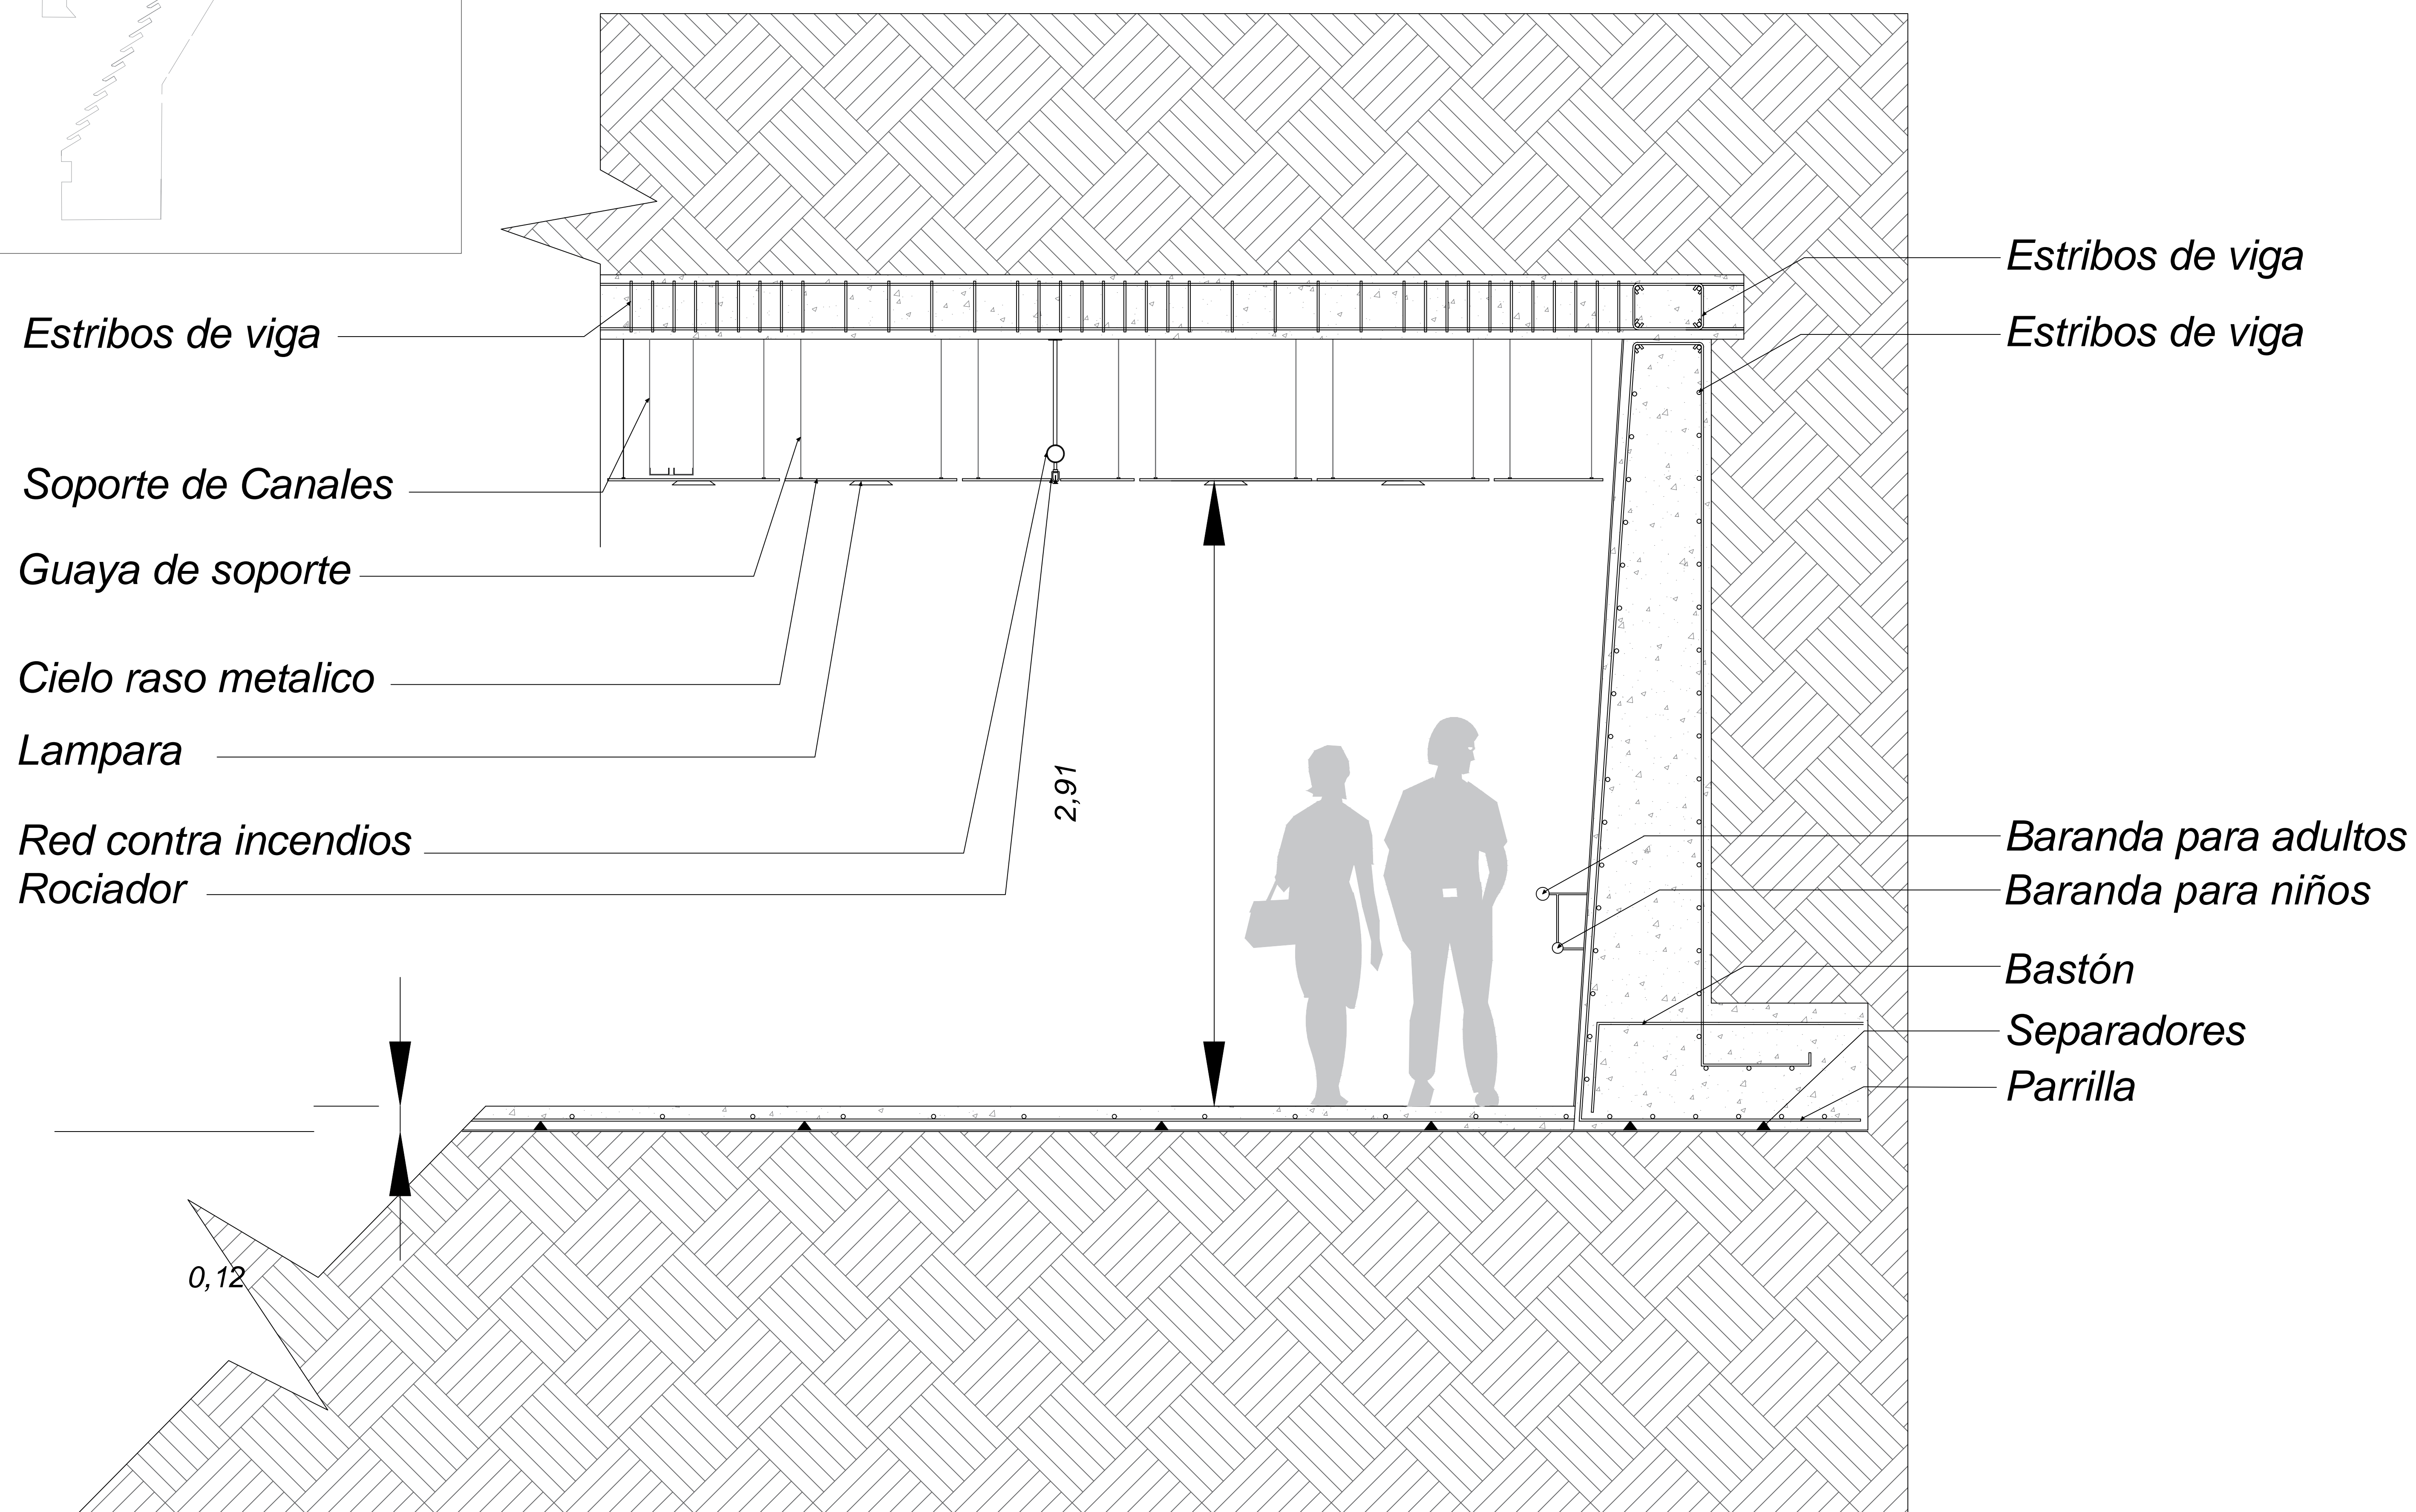 Estribos de viga
Soporte de Canales
Guaya de soporte
Cielo raso metalico
Lampara
Red contra incendios
Rociador
0,12
2,91
Estribos de viga
Estribos de viga
Baranda para adultos
Baranda para niños
Bastón
Separadores
Parrilla